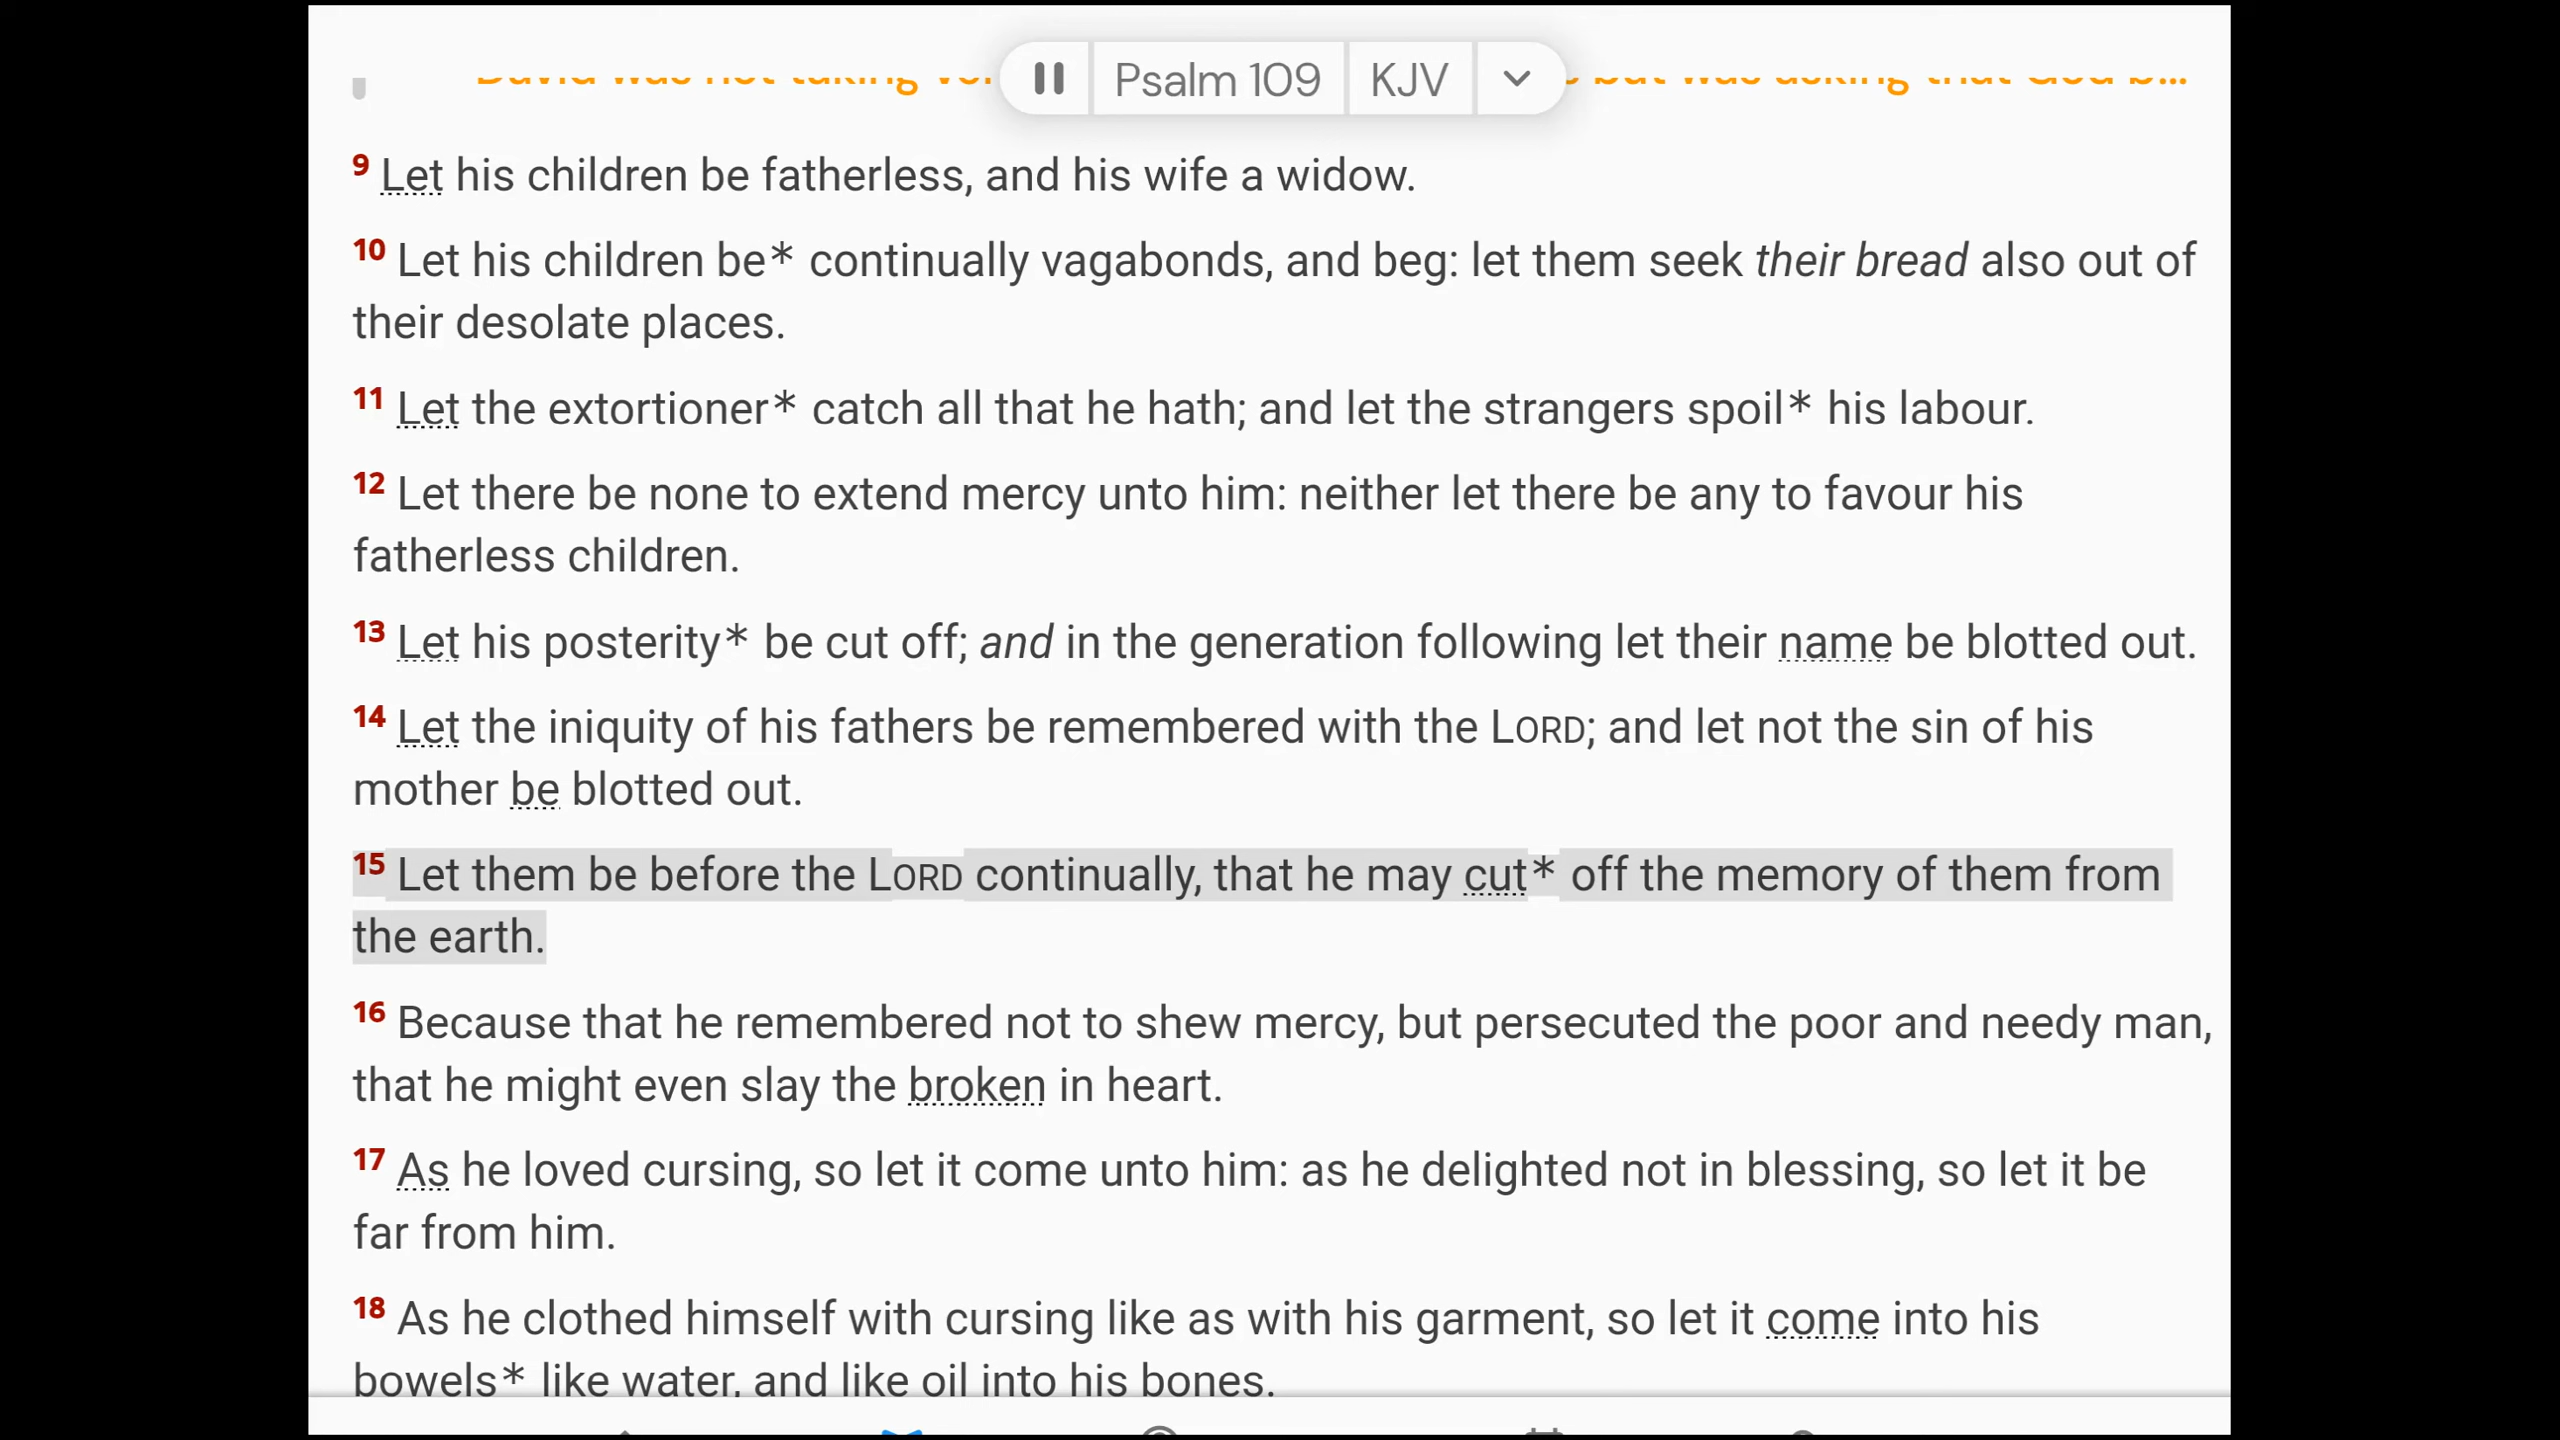 Psalm 109 KJV
David was not taking but was asking that God b...
9 Let his children be fatherless, and his wife a widow.
10 Let his children be* continually vagabonds, and beg: let them seek their bread also out of
their desolate places.
11 Let the extortioner* catch all that he hath; and let the strangers spoil* his labour.
12 Let there be none to extend mercy unto him: neither let there be any to favour his
fatherless children.
13 Let his posterity* be cut off; and in the generation following let their name be blotted out.
14 Let the iniquity of his fathers be remembered with the LORD; and let not the sin of his
mother be blotted out.
15 Let them be before the LORD continually, that he may cut* off the memory of them from
the earth.
16 Because that he remembered not to shew mercy, but persecuted the poor and needy man,
that he might even slay the broken in heart.
17 As he loved cursing, so let it come unto him: as he delighted not in blessing, so let it be
far from him.
18 As he clothed himself with cursing like as with his garment, so let it come into his
bowels* like water, and like oil into his bones.